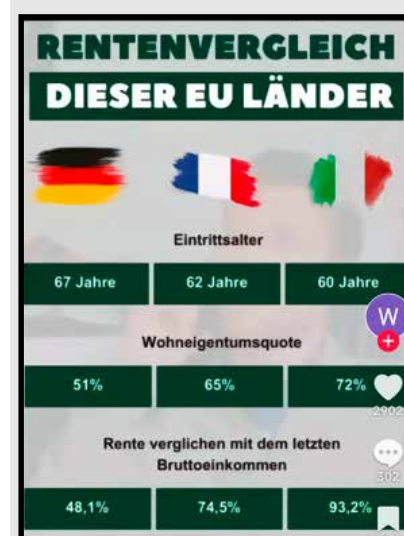 RENTENVERGLEICH
DIESER EU LÄNDER
Eintrittsalter
67 Jahre 62 Jahre 60 Jahre
W
Wohneigentumsquote
51% 65% 72%
2902
Rente verglichen mit dem letzten
Bruttoeinkommen
302
48,1% 74,5% 93,2%